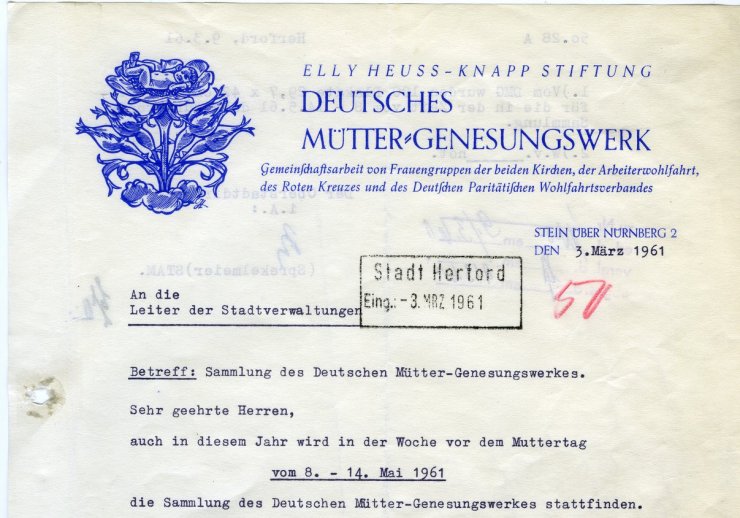 ELLY HEUSS-KNAPP STIFTUNG
DEUTSCHES
MÜTTER-GENESUNGSWERK
Gemeinſchaftsarbeit von Frauengruppen der beiden Kirchen, der Arbeiterwohlfahrt,
des Roten Kreuzes und des Deutſchen Paritätiſchen Wohlfahrtsverbandes
STEIN ÜBER NÜRNBERG 2
DEN 3. März 1961
Stadt Herford
Eing.: -3. MRZ 1961
An die
Leiter der Stadtverwaltungen
50
Betreff: Sammlung des Deutschen Mütter-Genesungswerkes.
Sehr geehrte Herren,
auch in diesem Jahr wird in der Woche vor dem Muttertag
vom 8. - 14. Mai 1961
die Sammlung des Deutschen Mütter-Genesungswerkes stattfinden.